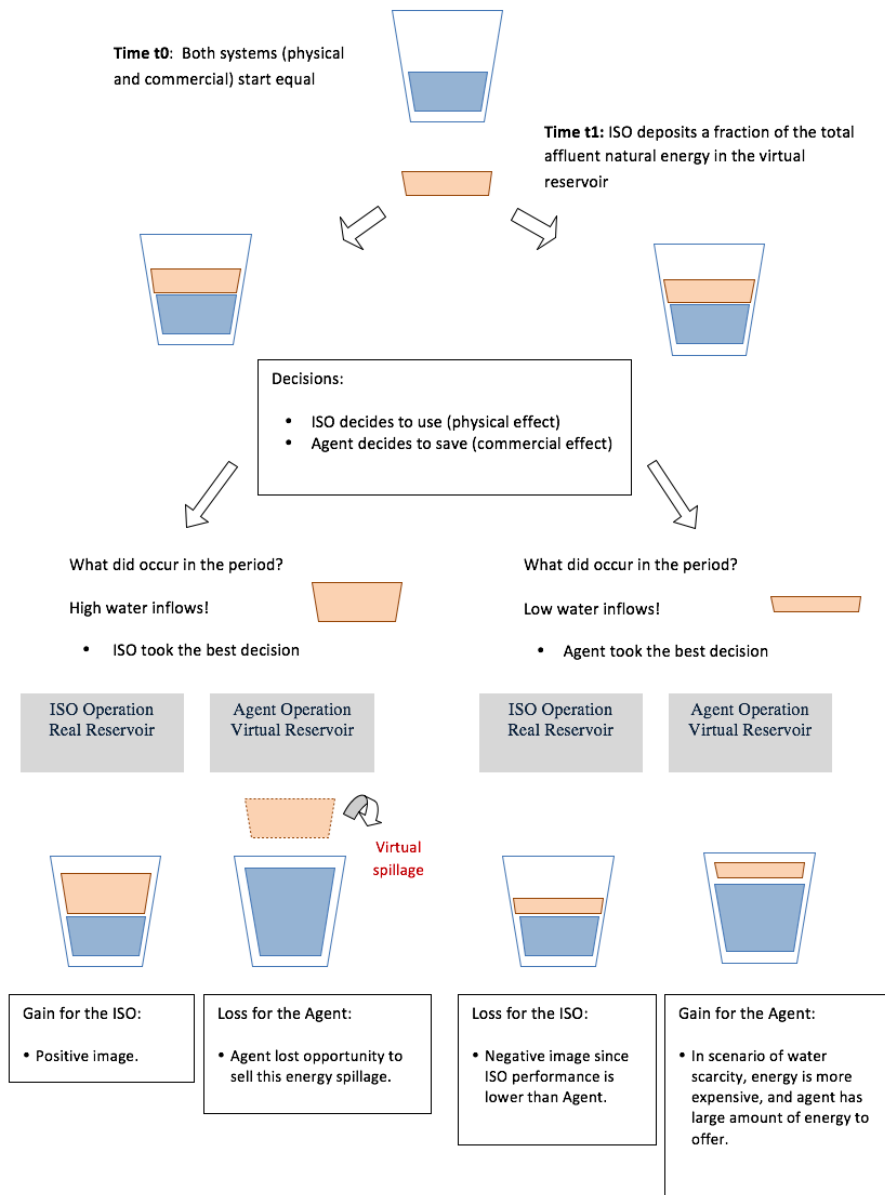 Time t0:  Both systems (physical
and commercial) start equal
Time t1: ISO deposits a fraction of the total
affluent natural energy in the virtual
reservoir
Decisions:
• ISO decides to use (physical effect)
• Agent decides to save (commercial effect)
What did occur in the period?
High water inflows!
• ISO took the best decision
What did occur in the period?
Low water inflows!
• Agent took the best decision
ISO Operation
Real Reservoir
Agent Operation
Virtual Reservoir
ISO Operation
Real Reservoir
Agent Operation
Virtual Reservoir
Virtual
spillage
Gain for the ISO:
• Positive image.
Loss for the Agent:
• Agent lost opportunity to
sell this energy spillage.
Loss for the ISO:
• Negative image since
ISO performance is
lower than Agent.
Gain for the Agent:
• In scenario of water
scarcity, energy is more
expensive, and agent has
large amount of energy to
offer.